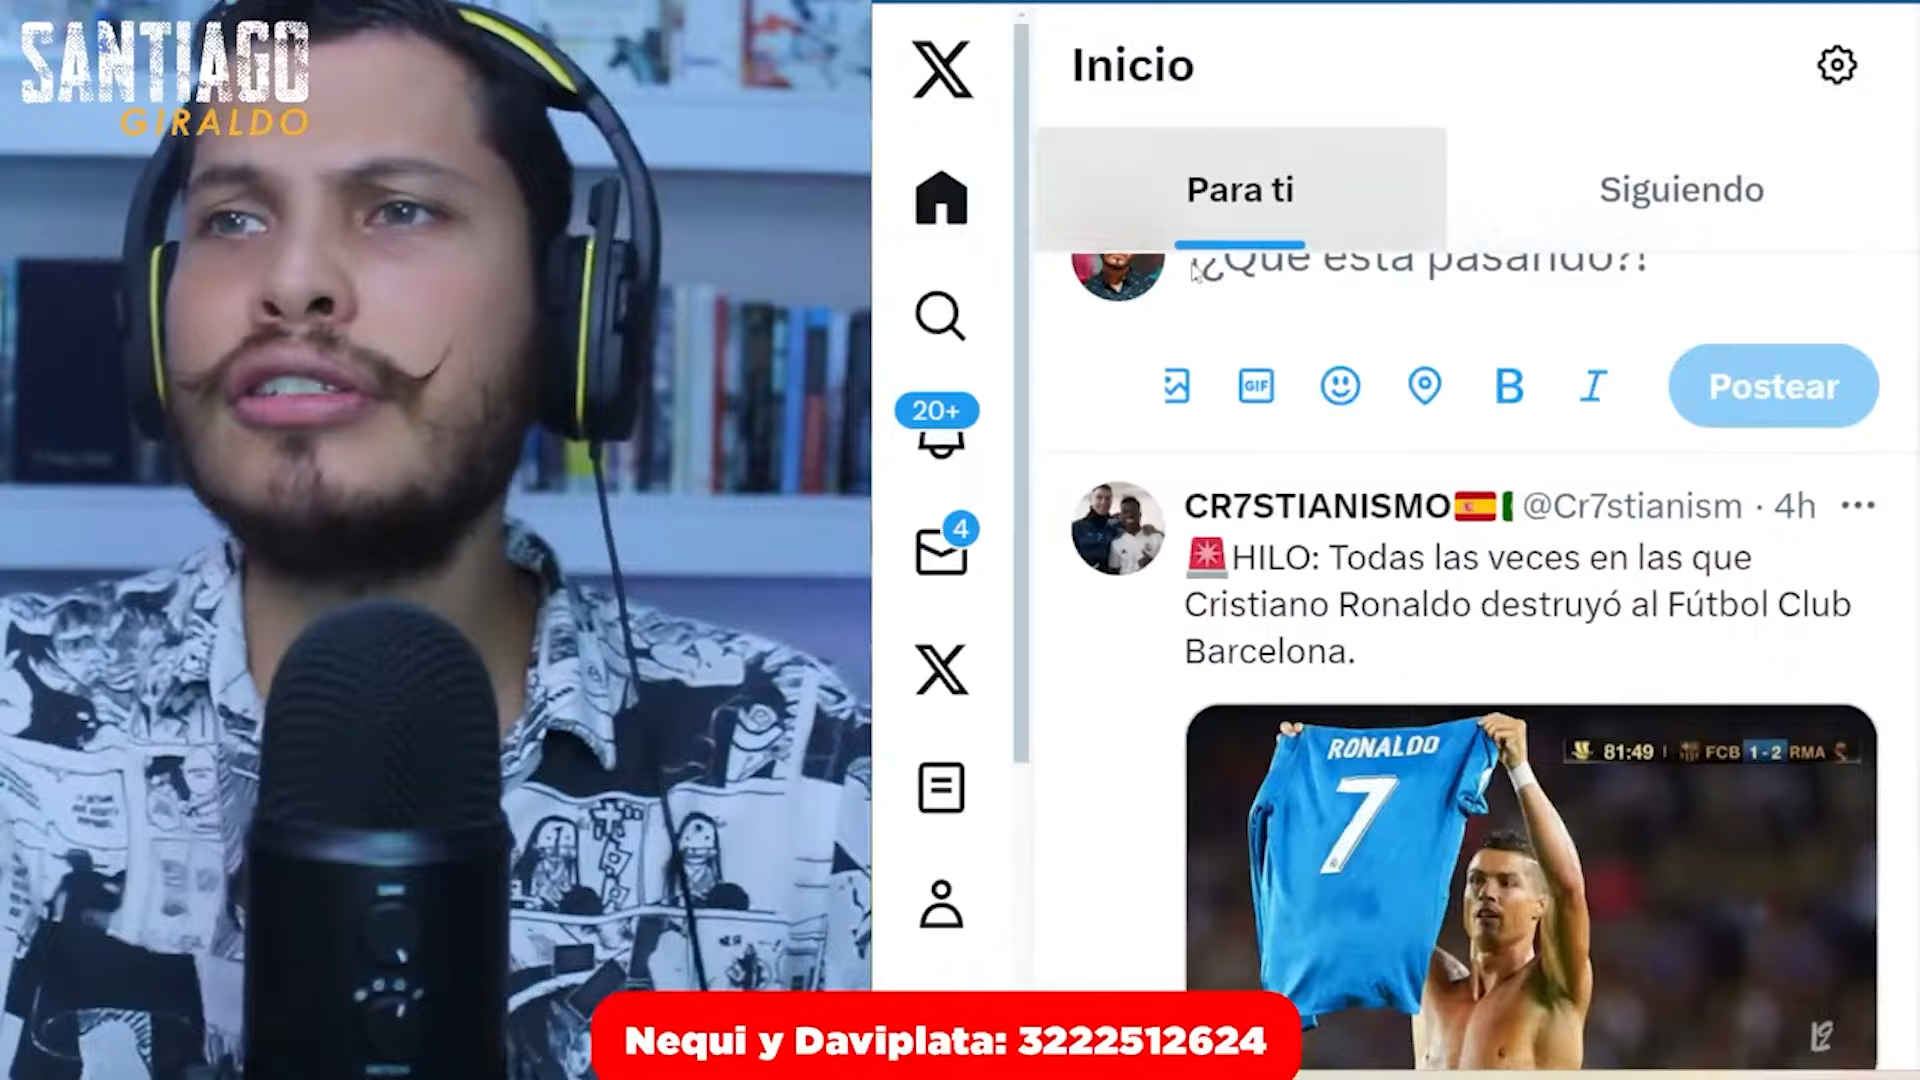 SANTIAGO
GIRALDO
Inicio
Para ti
Siguiendo
¡¿Qué está pasando?!
GIF
B
I
Postear
20+
4
CR7STIANISMO🇪🇸 @Cr7stianism · 4h
🚨HILO: Todas las veces en las que
Cristiano Ronaldo destruyó al Fútbol Club
Barcelona.
RONALDO
7
81:49 FCB 1-2 RMA
Nequi y Daviplata: 3222512624